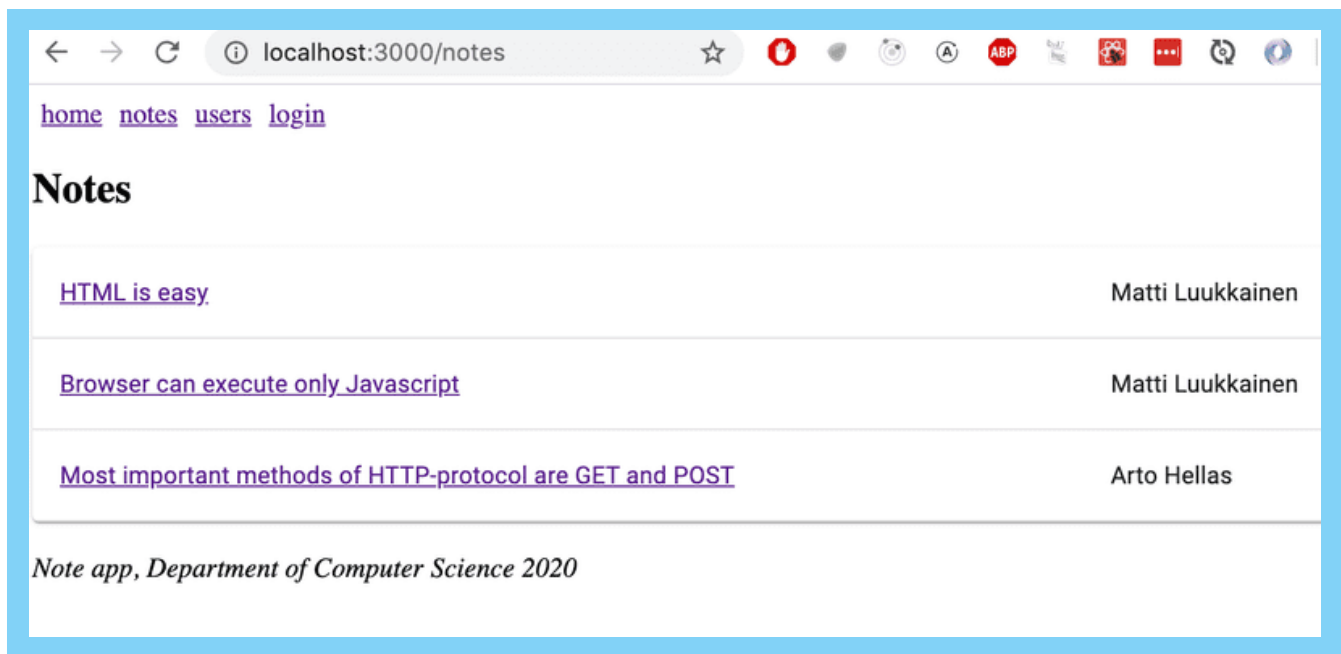 localhost:3000/notes
A
ABP
home notes users login
Notes
HTML is easy Matti Luukkainen
Browser can execute only Javascript Matti Luukkainen
Most important methods of HTTP-protocol are GET and POST Arto Hellas
Note app, Department of Computer Science 2020